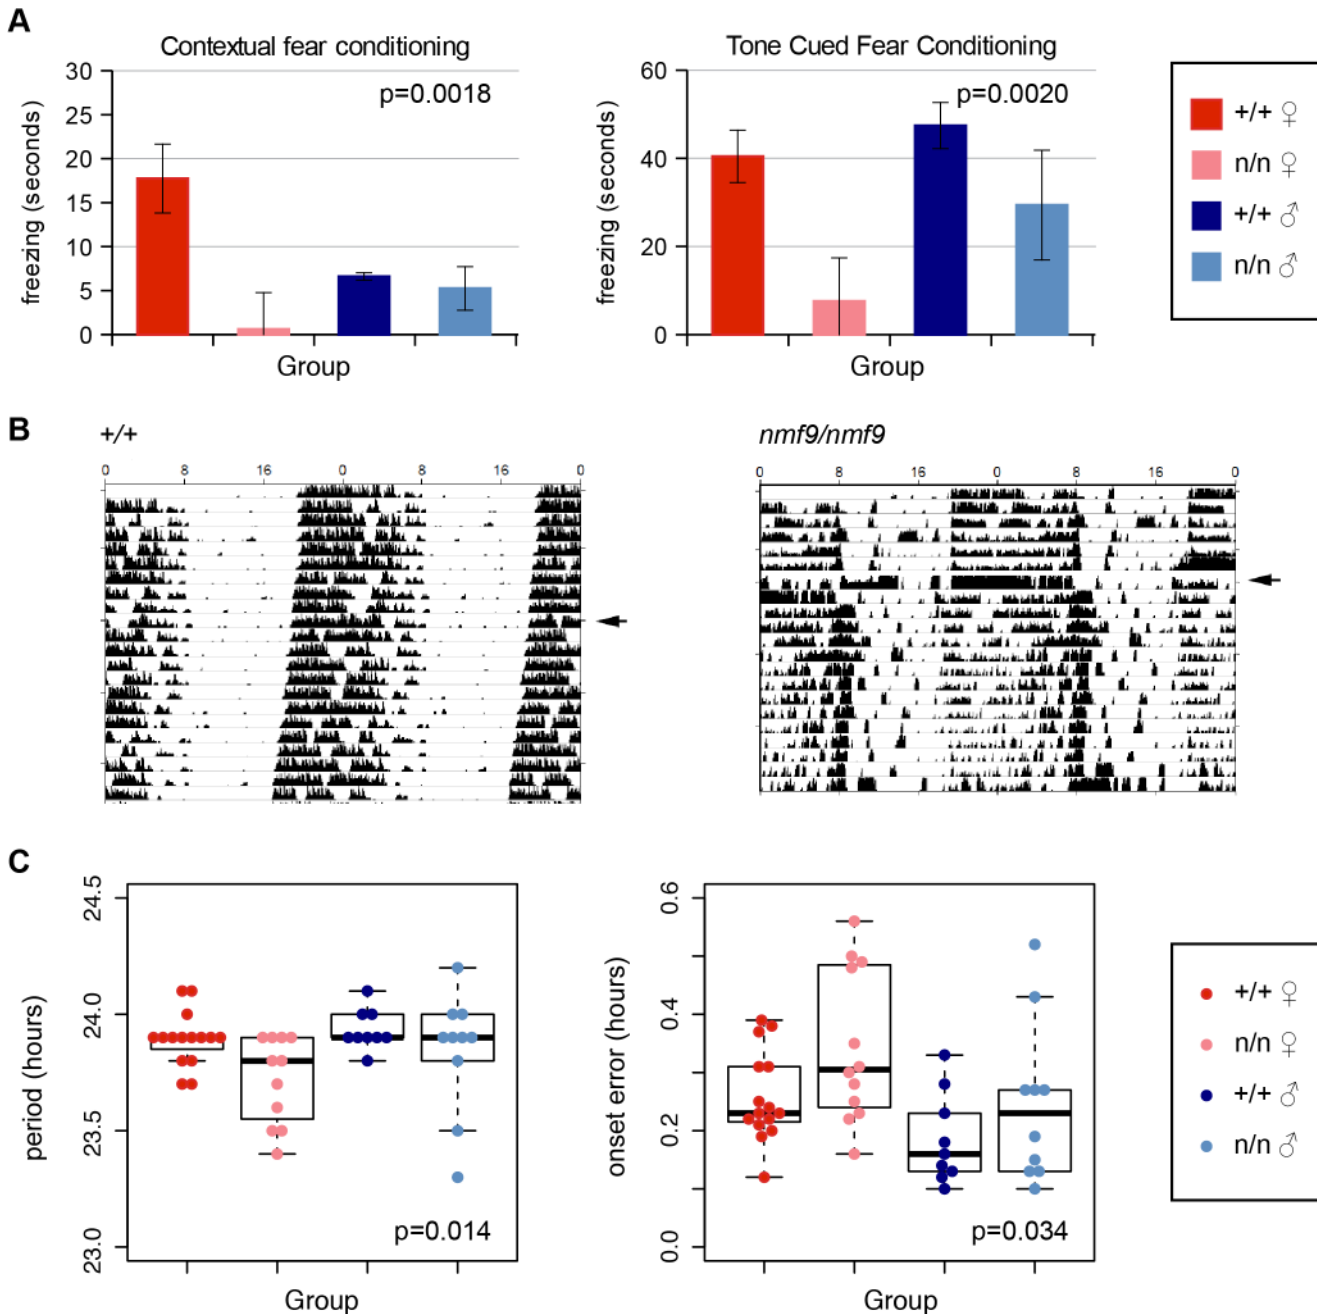 A
Contextual fear conditioning
p=0.0018
freezing (seconds)
30
20
15
10
5
0
Group
Tone Cued Fear Conditioning
p=0.0020
freezing (seconds)
60
40
20
0
Group
+/+ ♀
n/n ♀
+/+ ♂
n/n ♂
B
+/+
0 8 16 0 8 16 0
nmf9/nmf9
0 8 16 0 8 16 0
C
period (hours)
24.5
24.0
23.5
23.0
p=0.014
Group
onset error (hours)
0.6
0.4
0.2
0.0
p=0.034
Group
+/+ ♀
n/n ♀
+/+ ♂
n/n ♂